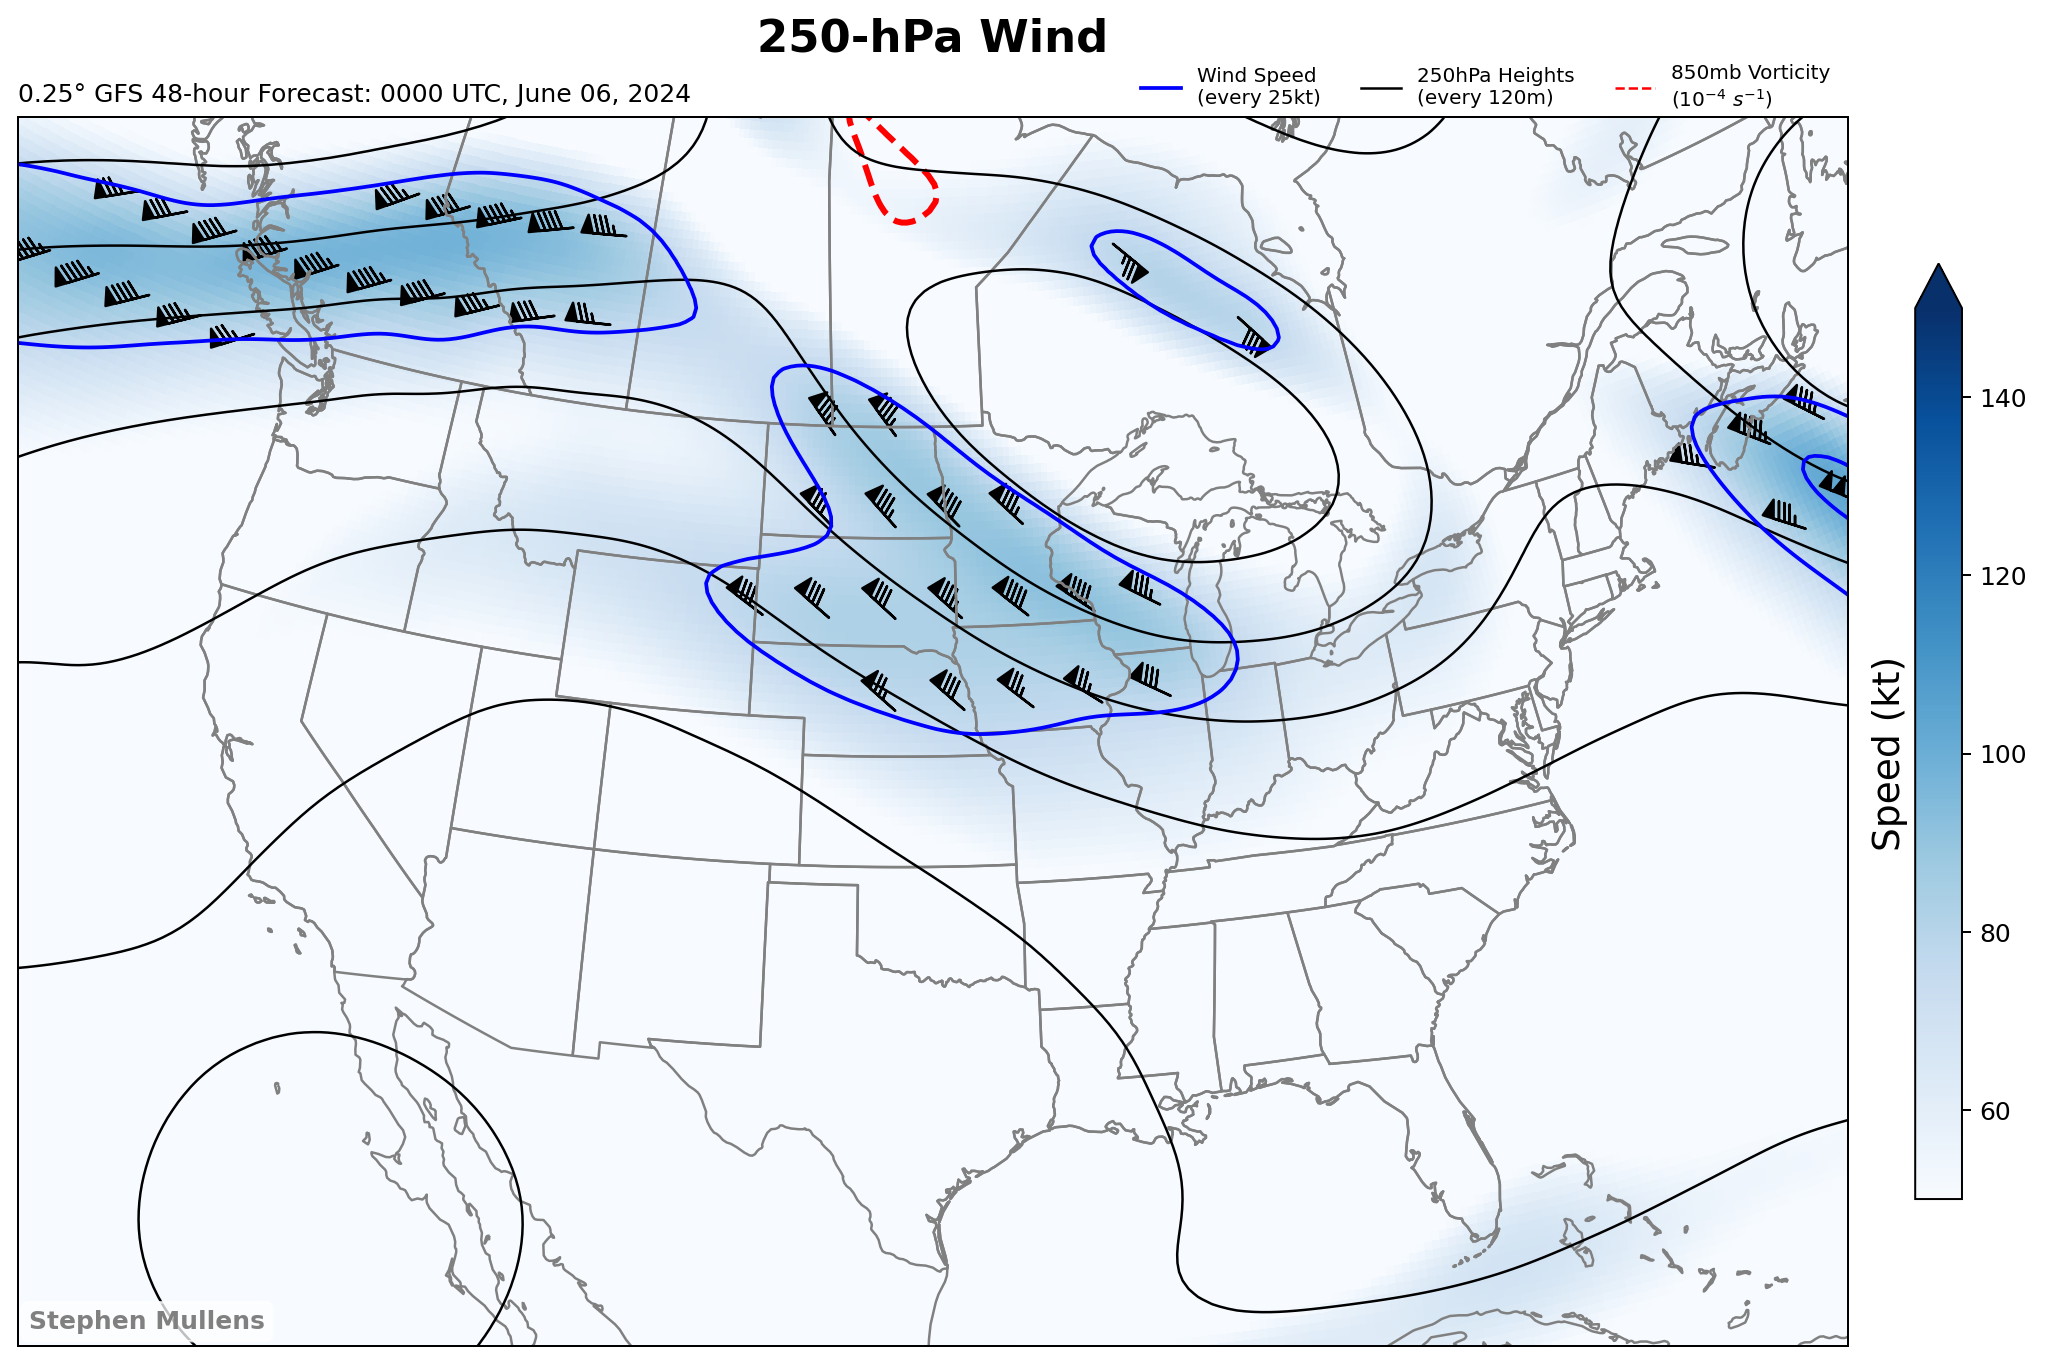 250-hPa Wind
0.25° GFS 48-hour Forecast: 0000 UTC, June 06, 2024
Wind Speed
(every 25kt)
250hPa Heights
(every 120m)
850mb Vorticity
(10⁻⁴ s⁻¹)
140
120
100
80
60
Speed (kt)
Stephen Mullens